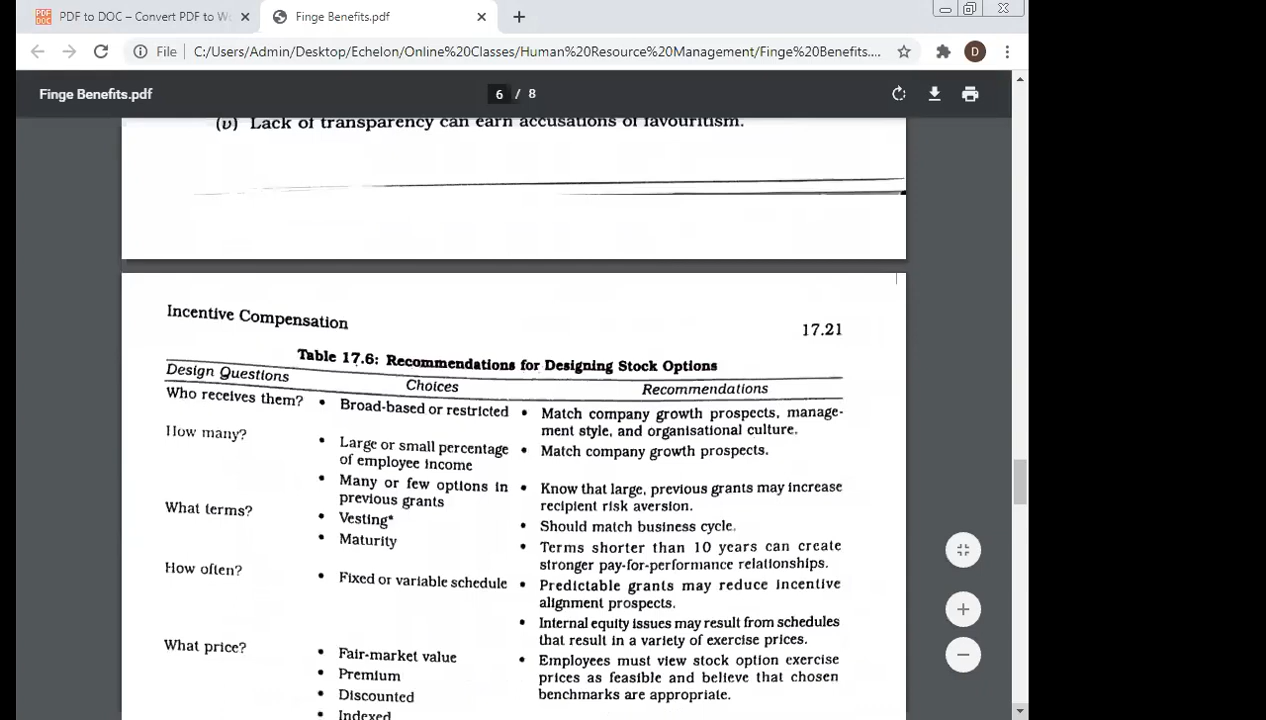 PDF to DOC – Convert PDF to W
Finge Benefits.pdf
File
C:/Users/Admin/Desktop/Echelon/Online%20Classes/Human%20Resource%20Management/Finge%20Benefits....
D
Finge Benefits.pdf
6 / 8
(v) Lack of transparency can earn accusations of favouritism.
Incentive Compensation
17.21
Table 17.6: Recommendations for Designing Stock Options
Design Questions Choices Recommendations
Who receives them? • Broad-based or restricted • Match company growth prospects, manage-
ment style, and organisational culture.
How many? • Large or small percentage • Match company growth prospects.
of employee income
• Many or few options in • Know that large, previous grants may increase
previous grants recipient risk aversion.
What terms? • Vesting* • Should match business cycle.
• Maturity • Terms shorter than 10 years can create
stronger pay-for-performance relationships.
How often? • Fixed or variable schedule • Predictable grants may reduce incentive
alignment prospects.
• Internal equity issues may result from schedules
that result in a variety of exercise prices.
What price? • Fair-market value • Employees must view stock option exercise
• Premium prices as feasible and believe that chosen
• Discounted benchmarks are appropriate.
• Indexed